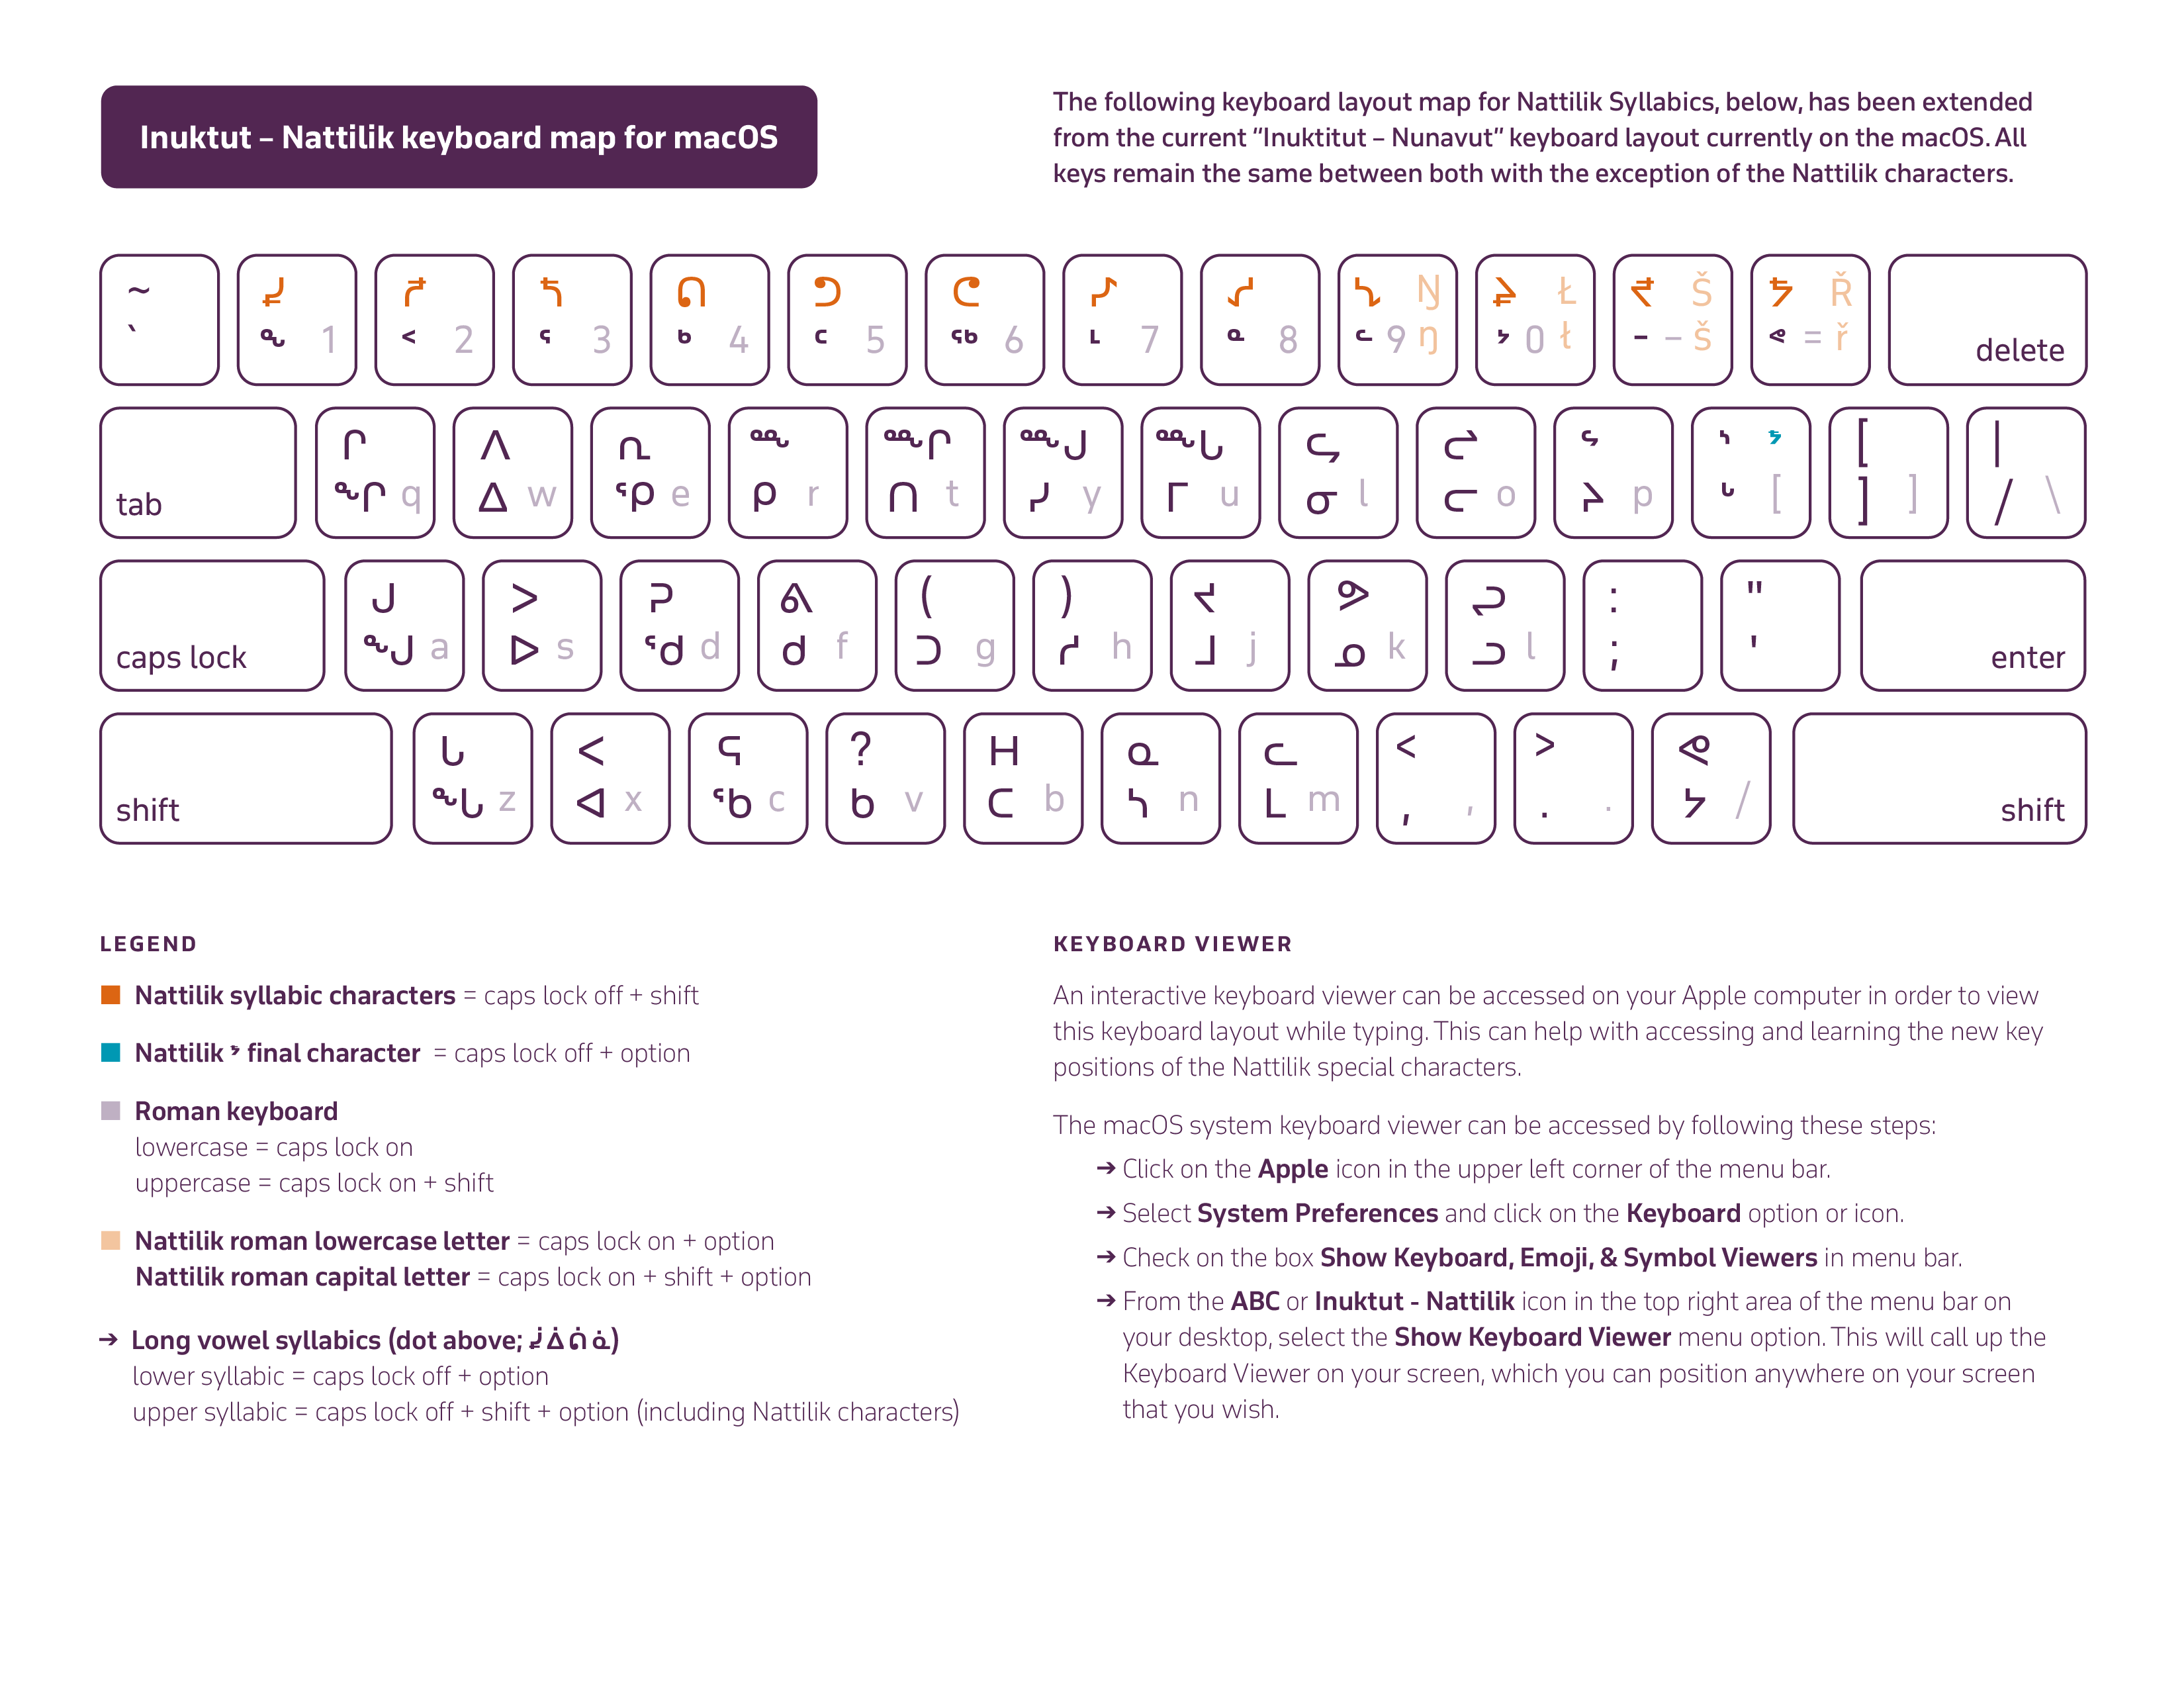 Inuktut – Nattilik keyboard map for macOS
The following keyboard layout map for Nattilik Syllabics, below, has been extended
from the current “Inuktitut – Nunavut” keyboard layout currently on the macOS. All
keys remain the same between both with the exception of the Nattilik characters.
~ Ŋ Ł Š Ř
` ᖕ 1 ᑉ 2 ᕐ 3 ᒃ 4 ᑦ 5 ᖅ 6 ᒻ 7 ᓐ 8 ᓪ 9 ŋ ᔾ 0 ł - – š ᕝ = ř delete
ᒋ ᐱ ᕆ ᖖ ᙱ ᙳ ᙵ ᖠ ᖤ ᖦ ᔅ [ |
tab ᖏ q ᐃ w ᕿ e ᑭ r ᑎ t ᓯ y ᒥ u ᓂ l ᓕ o ᔨ p ᒡ [ ] ] / \
ᒍ ᐳ ᕈ ᕕ ( ) ᔪ ᕗ ᖢ : "
caps lock ᖑ a ᐅ s ᖁ d ᑯ f ᑐ g ᓱ h ᒧ j ᓄ k ᓗ l ; ' enter
ᒐ ᐸ ᕋ ? H ᓇ ᓚ < > ᕙ
shift ᖓ z ᐊ x ᖃ c ᑲ v ᑕ b ᓴ n ᒪ m , , . . ᔭ / shift
LEGEND
Nattilik syllabic characters = caps lock off + shift
Nattilik final character = caps lock off + option
Roman keyboard
lowercase = caps lock on
uppercase = caps lock on + shift
Nattilik roman lowercase letter = caps lock on + option
Nattilik roman capital letter = caps lock on + shift + option
➔ Long vowel syllabics (dot above; ᐄ ᓈ)
lower syllabic = caps lock off + option
upper syllabic = caps lock off + shift + option (including Nattilik characters)
KEYBOARD VIEWER
An interactive keyboard viewer can be accessed on your Apple computer in order to view
this keyboard layout while typing. This can help with accessing and learning the new key
positions of the Nattilik special characters.
The macOS system keyboard viewer can be accessed by following these steps:
➔ Click on the Apple icon in the upper left corner of the menu bar.
➔ Select System Preferences and click on the Keyboard option or icon.
➔ Check on the box Show Keyboard, Emoji, & Symbol Viewers in menu bar.
➔ From the ABC or Inuktut - Nattilik icon in the top right area of the menu bar on
your desktop, select the Show Keyboard Viewer menu option. This will call up the
Keyboard Viewer on your screen, which you can position anywhere on your screen
that you wish.